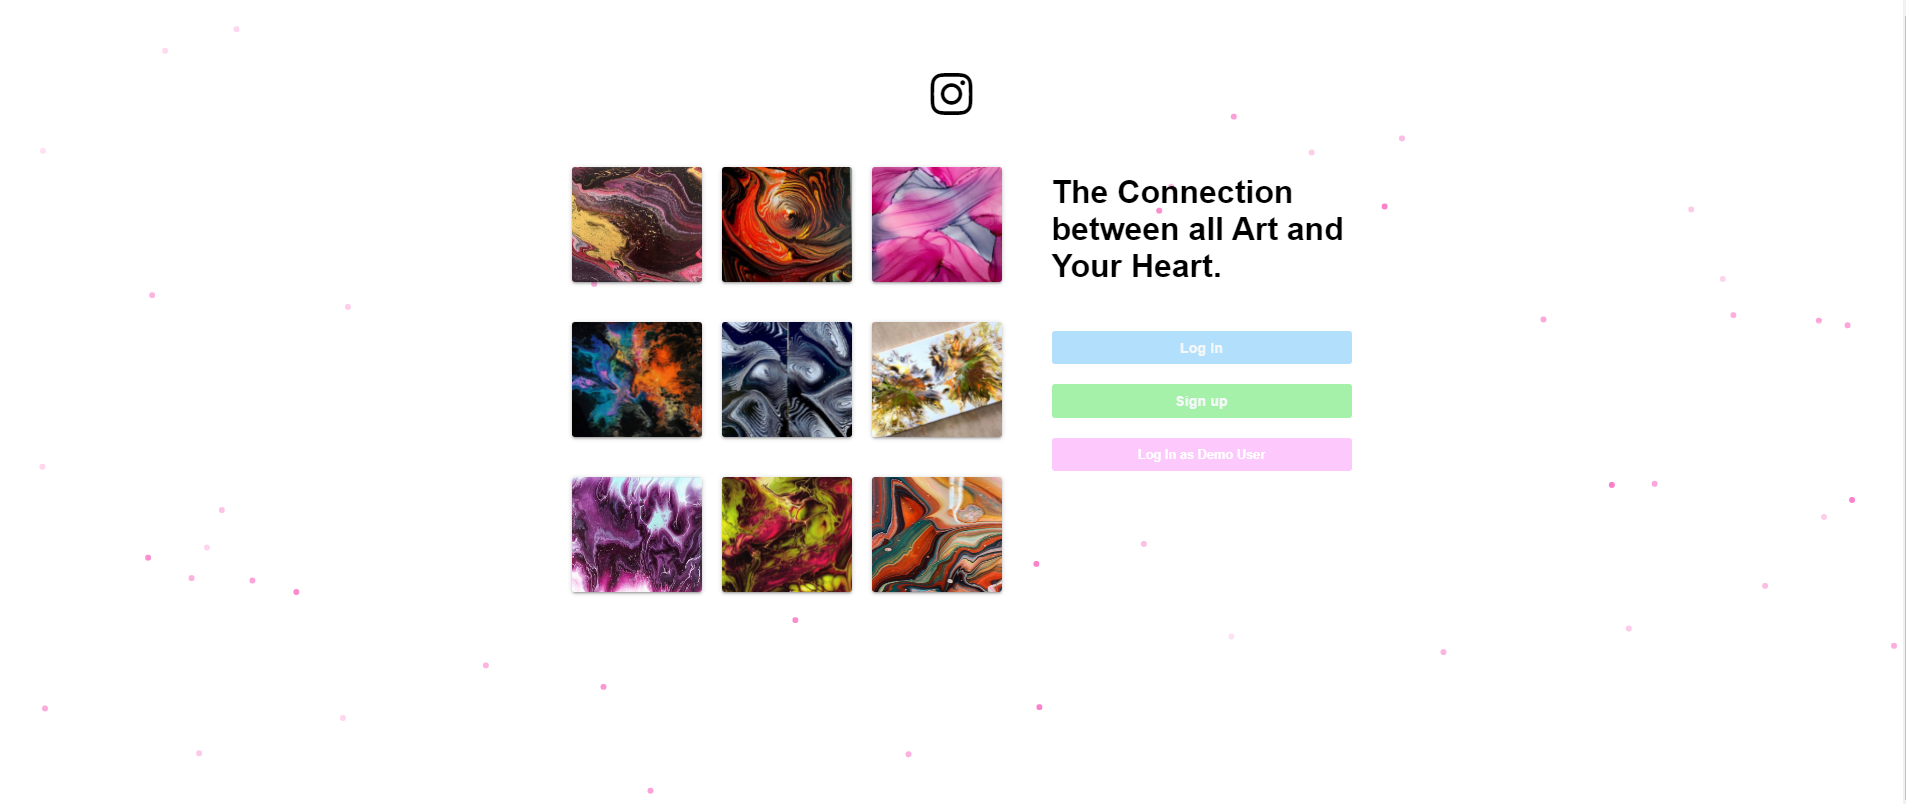 The Connection
between all Art and
Your Heart.
Log In
Sign up
Log In as Demo User